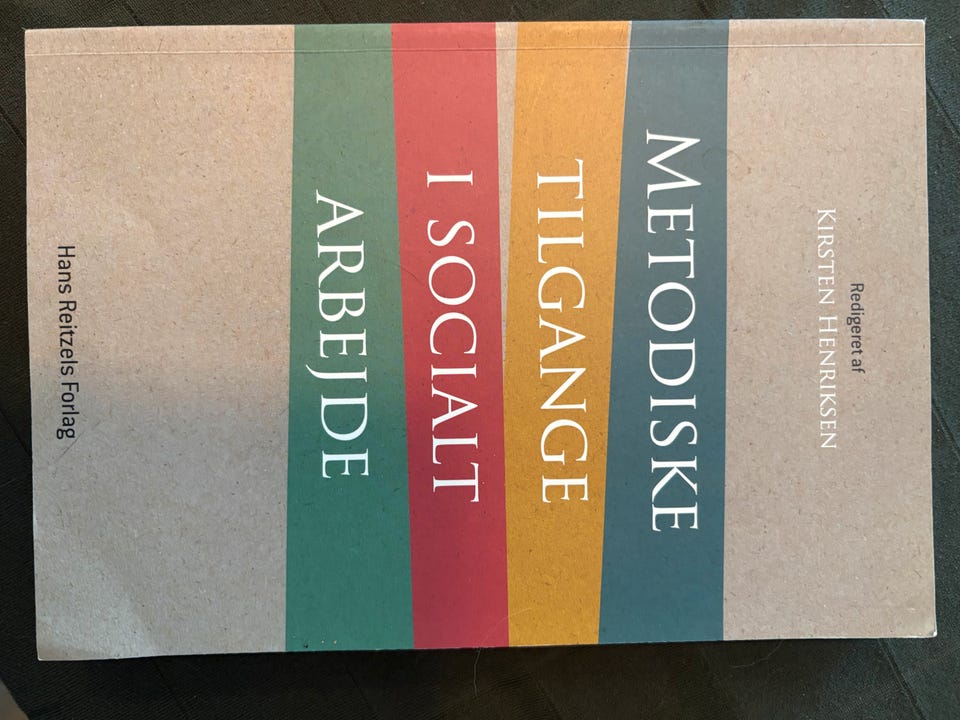 Redigeret af
KIRSTEN HENRIKSEN
METODISKE
TILGANGE
I SOCIALT
ARBEJDE
Hans Reitzels Forlag